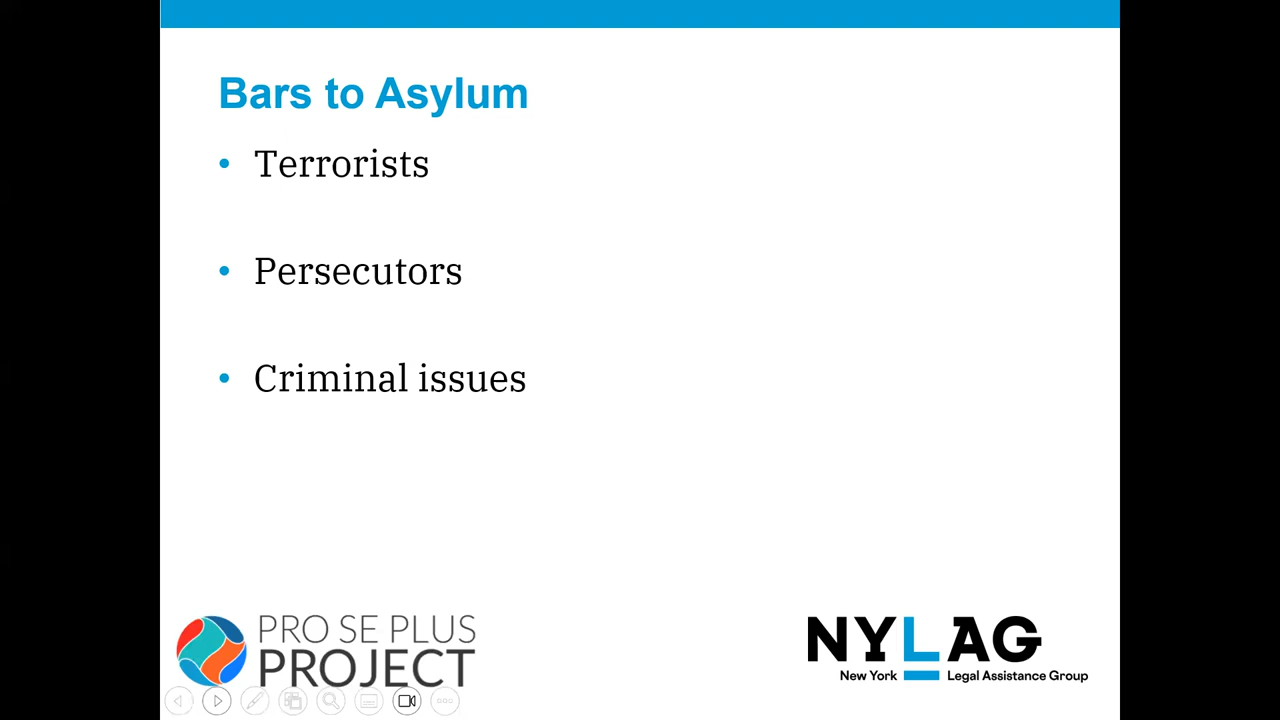 Bars to Asylum
• Terrorists
• Persecutors
• Criminal issues
PRO SE PLUS
PROJECT
NYLAG
New York Legal Assistance Group